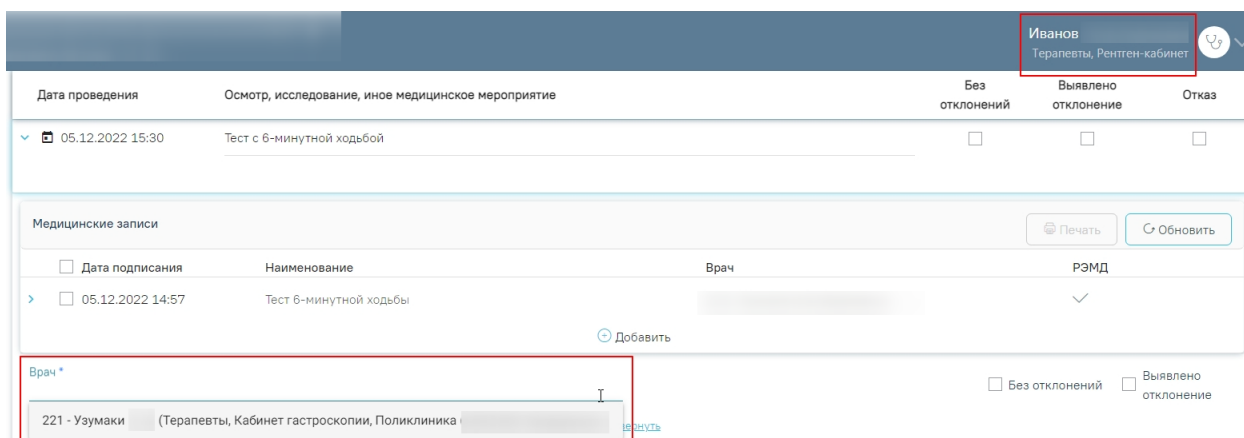 Иванов
Терапевты, Рентген-кабинет
Дата проведения Осмотр, исследование, иное медицинское мероприятие Без отклонений Выявлено отклонение Отказ
05.12.2022 15:30 Тест с 6-минутной ходьбой
Медицинские записи Печать Обновить
Дата подписания Наименование Врач РЭМД
05.12.2022 14:57 Тест 6-минутной ходьбы
Добавить
Врач *
Без отклонений Выявлено отклонение
221 - Узумаки (Терапевты, Кабинет гастроскопии, Поликлиника